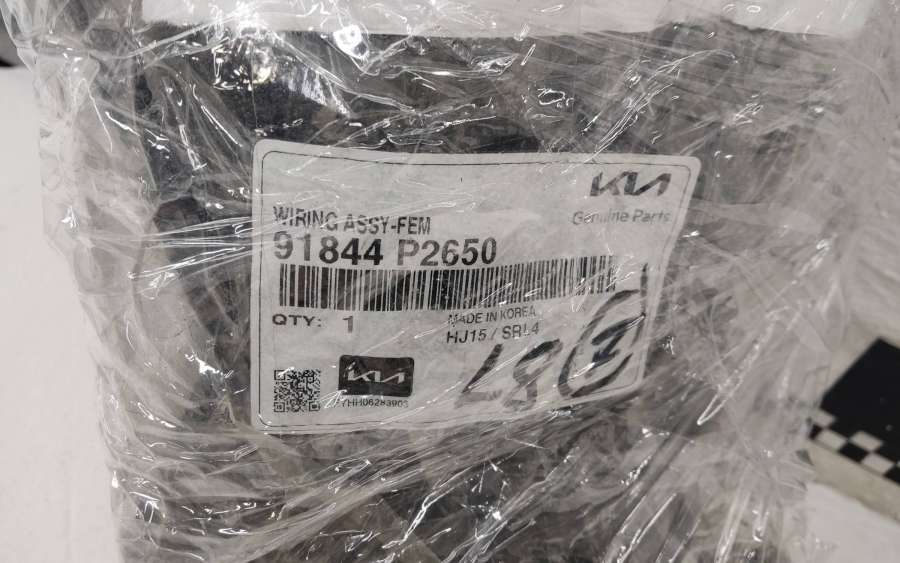 KIA
Genuine Parts
WIRING ASSY-FEM
91844 P2650
QTY: 1
MADE IN KOREA
HJ15 / SRL4
KIA